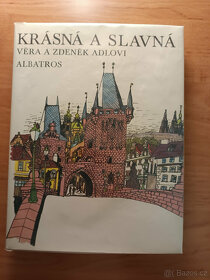 KRÁSNÁ A SLAVNÁ
VĚRA A ZDENĚK ADLOVI
ALBATROS
Bazos.cz